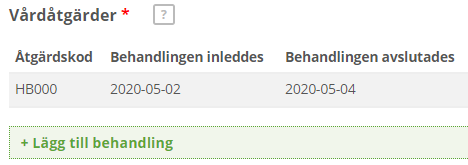 Vårdåtgärder * ?
Åtgärdskod Behandlingen inleddes Behandlingen avslutades
HB000 2020-05-02 2020-05-04
+ Lägg till behandling